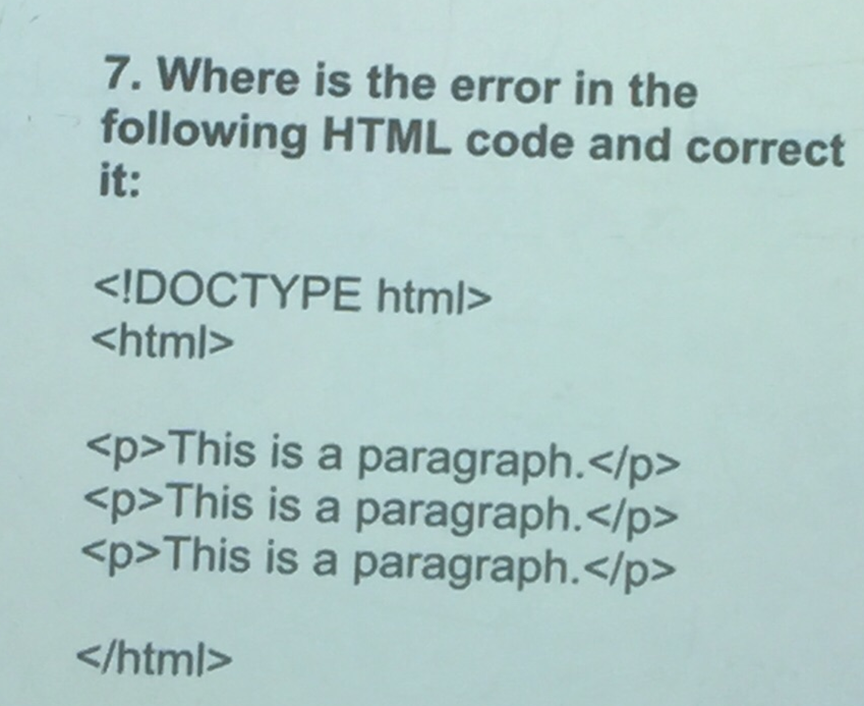 7. Where is the error in the
following HTML code and correct
it:
<!DOCTYPE html>
<html>
<p>This is a paragraph.</p>
<p>This is a paragraph.</p>
<p>This is a paragraph.</p>
</html>